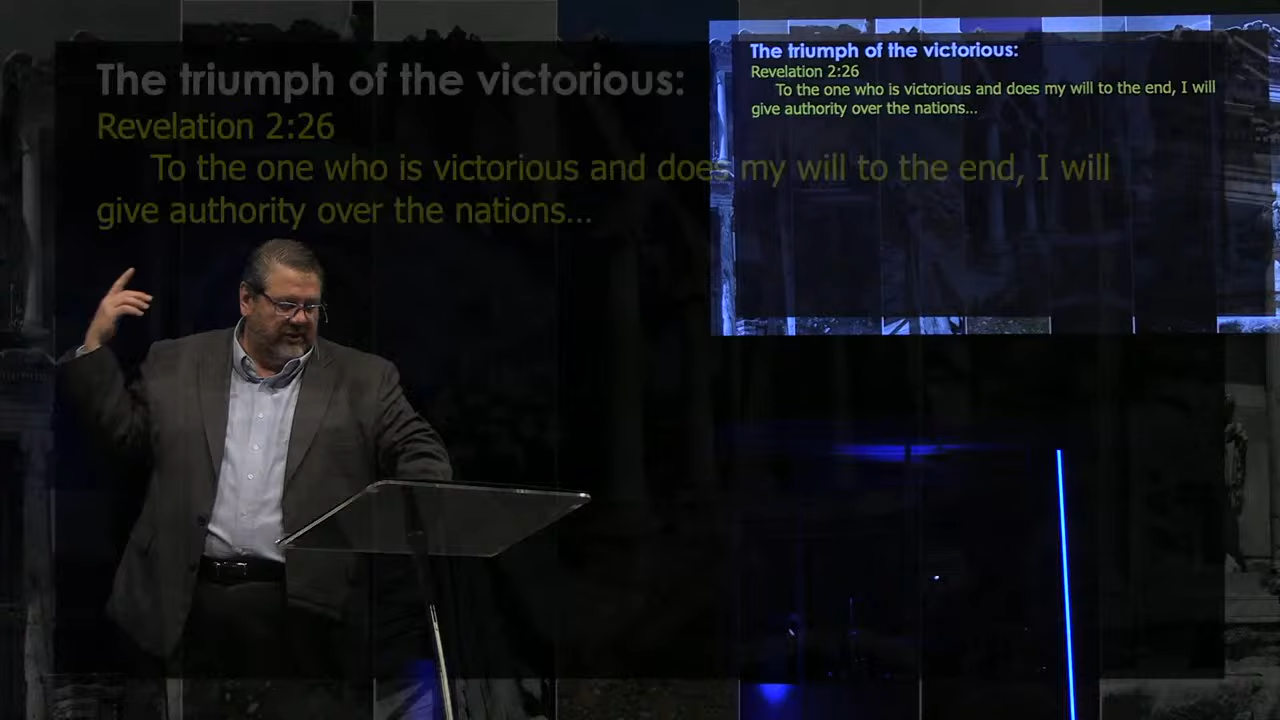 The triumph of the victorious:
Revelation 2:26
To the one who is victorious and does my will to the end, I will
give authority over the nations...
The triumph of the victorious:
Revelation 2:26
To the one who is victorious and does my will to the end, I will
give authority over the nations...